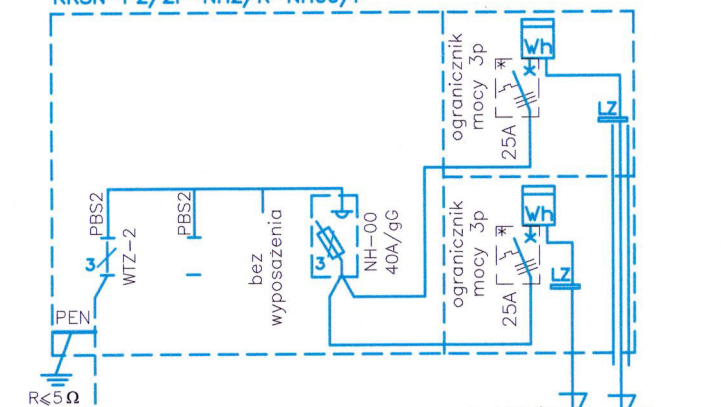 Wh
ogranicznik
mocy 3p
25A
LZ
PBS2
3
WTZ-2
PBS2
bez
wyposażenia
3
NH-00
40A/gG
Wh
ogranicznik
mocy 3p
25A
LZ
PEN
R≤5Ω